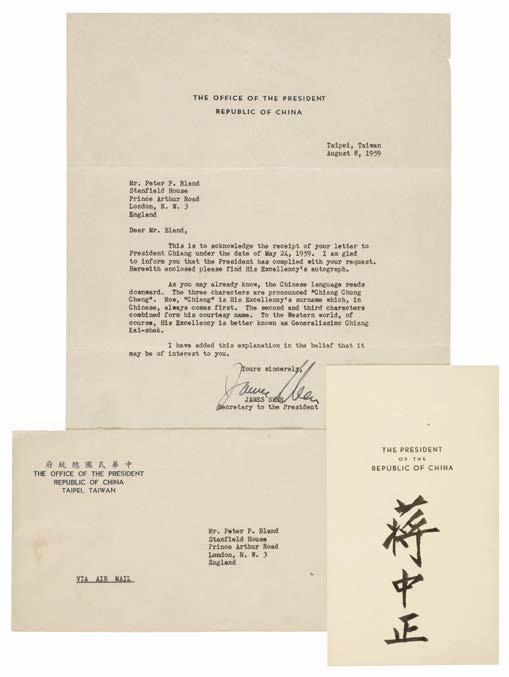 THE OFFICE OF THE PRESIDENT
REPUBLIC OF CHINA
Taipei, Taiwan
August 8, 1959
Mr. Peter P. Bland
Stanfield House
Prince Arthur Road
London, N. W. 3
England
Dear Mr. Bland,
This is to acknowledge the receipt of your letter to
President Chiang under the date of May 24, 1959. I am glad
to inform you that the President has complied with your request.
Herewith enclosed please find His Excellency's autograph.
As you may already know, the Chinese language reads
downward. The three characters are pronounced "Chiang Chung
Cheng". Now, "Chiang" is His Excellency's surname which, in
Chinese, always comes first. The second and third characters
combined form his courtesy name. To the Western world, of
course, His Excellency is better known as Generalissimo Chiang
Kai-shek.
I have added this explanation in the belief that it
may be of interest to you.
Yours sincerely,
James Shen
JAMES SHEN
Secretary to the President
府統總國民華中
THE OFFICE OF THE PRESIDENT
REPUBLIC OF CHINA
TAIPEI, TAIWAN
Mr. Peter P. Bland
Stanfield House
Prince Arthur Road
London, N. W. 3
England
VIA AIR MAIL
THE PRESIDENT
OF THE
REPUBLIC OF CHINA
蔣中正